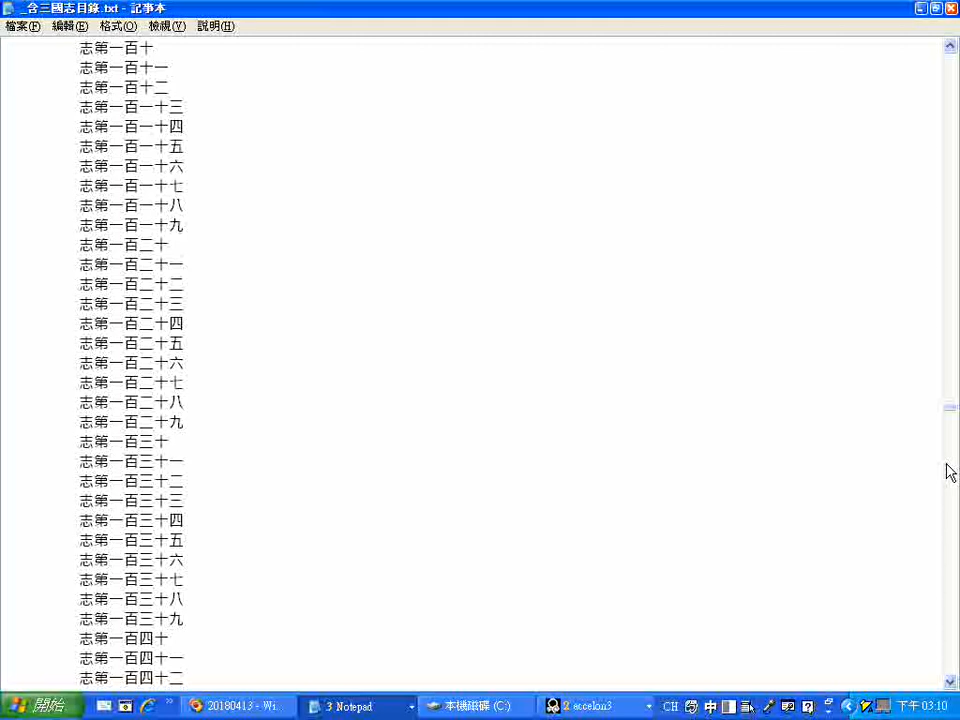 _含三國志目錄.txt - 記事本
檔案(F) 編輯(E) 格式(O) 檢視(V) 說明(H)
志第一百十
志第一百十一
志第一百十二
志第一百一十三
志第一百一十四
志第一百一十五
志第一百一十六
志第一百一十七
志第一百一十八
志第一百一十九
志第一百二十
志第一百二十一
志第一百二十二
志第一百二十三
志第一百二十四
志第一百二十五
志第一百二十六
志第一百二十七
志第一百二十八
志第一百二十九
志第一百三十
志第一百三十一
志第一百三十二
志第一百三十三
志第一百三十四
志第一百三十五
志第一百三十六
志第一百三十七
志第一百三十八
志第一百三十九
志第一百四十
志第一百四十一
志第一百四十二
開始 20180413 - Wi... 3 Notepad 本機磁碟 (C:) 2 accelon3 CH 中 下午 03:10